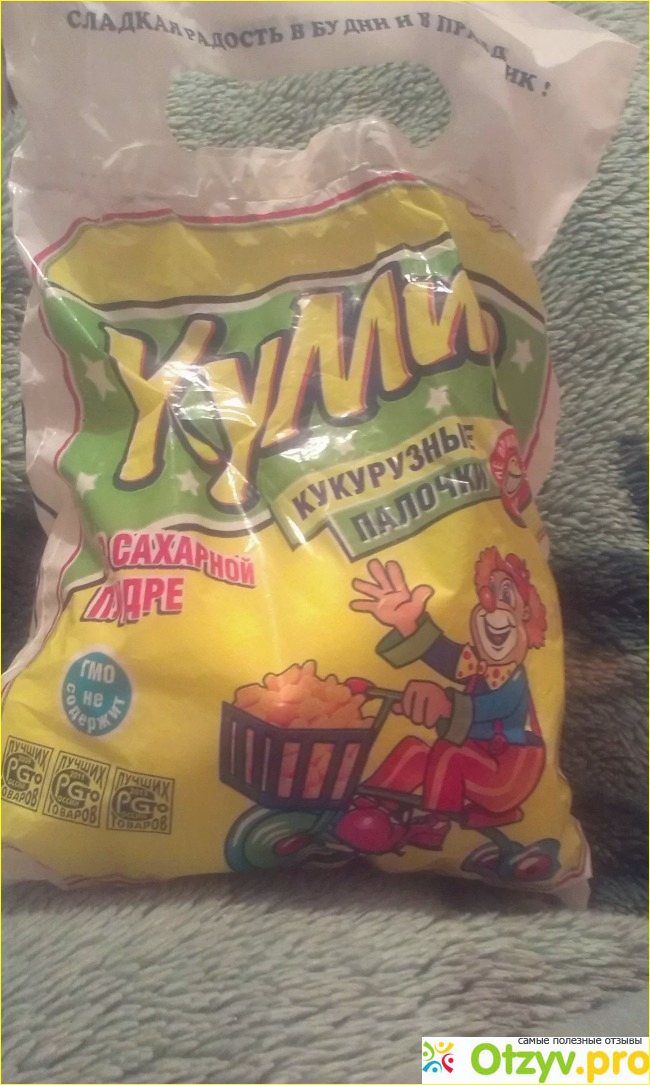 СЛАДКАЯ РАДОСТЬ В БУДНИ И В ПРАЗДНИК!
КУМИ
КУКУРУЗНЫЕ
ПАЛОЧКИ
САХАРНОЙ
ПУДРЕ
ГМО
не
содержит
ЛУЧШИХ
ТОВАРОВ
ЛУЧШИХ
ТОВАРОВ
ЛУЧШИХ
ТОВАРОВ
самые полезные отзывы
Otzyv.pro